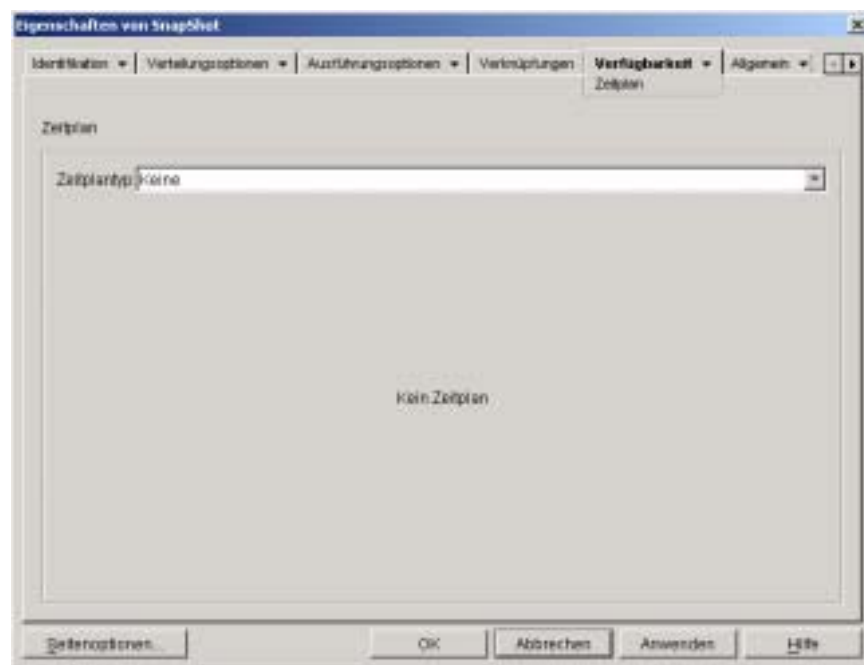 Eigenschaften von SnapShot
Identifikation Verteilungsoptionen Ausführungsoptionen Verknüpfungen Verfügbarkeit Allgemein
Zeitplan
Zeitplan
Zeitplantyp: Keine
Kein Zeitplan
Seitenoptionen... OK Abbrechen Anwenden Hilfe